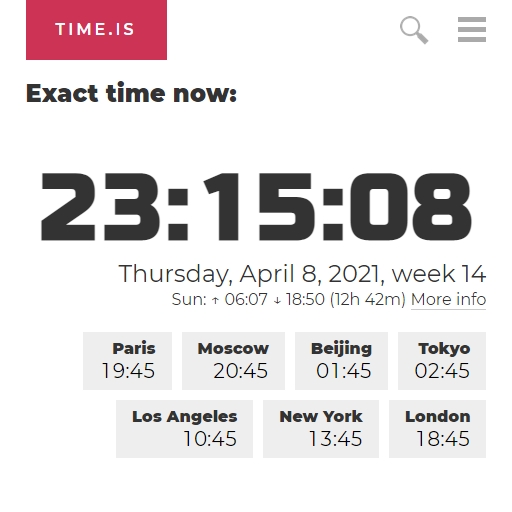 TIME.IS
Exact time now:
23:15:08
Thursday, April 8, 2021, week 14
Sun: ↑ 06:07 ↓ 18:50 (12h 42m) More info
Paris Moscow Beijing Tokyo
19:45 20:45 01:45 02:45
Los Angeles New York London
10:45 13:45 18:45